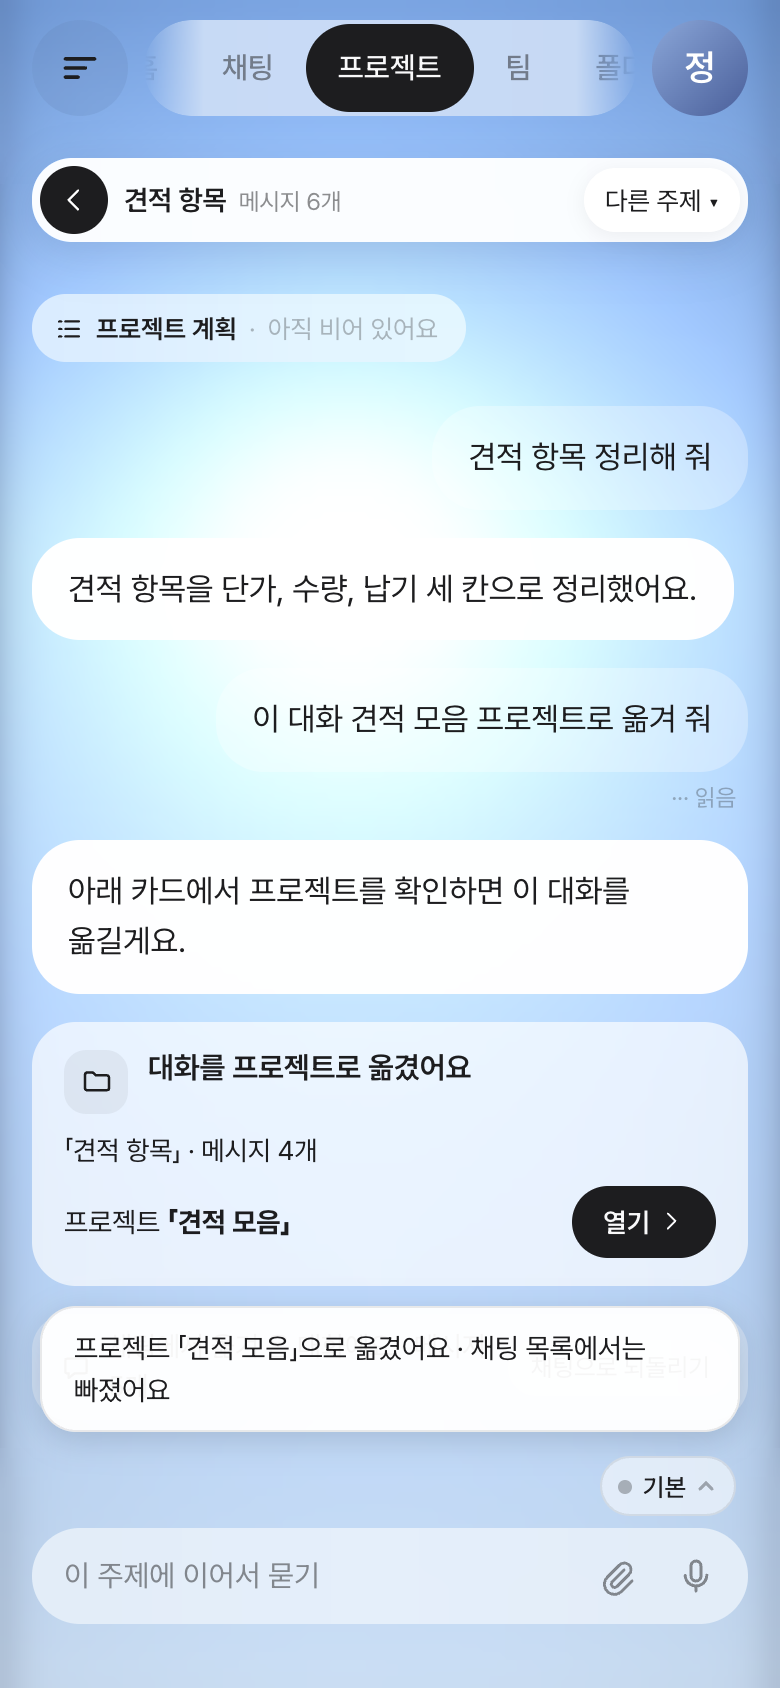 채팅
프로젝트
팀
정
견적 항목 메시지 6개
다른 주제 ▾
프로젝트 계획 · 아직 비어 있어요
견적 항목 정리해 줘
견적 항목을 단가, 수량, 납기 세 칸으로 정리했어요.
이 대화 견적 모음 프로젝트로 옮겨 줘
··· 읽음
아래 카드에서 프로젝트를 확인하면 이 대화를
옮길게요.
대화를 프로젝트로 옮겼어요
「견적 항목」 · 메시지 4개
프로젝트 「견적 모음」
열기
프로젝트 「견적 모음」으로 옮겼어요 · 채팅 목록에서는
빠졌어요
채팅으로 되돌리기
기본
이 주제에 이어서 묻기